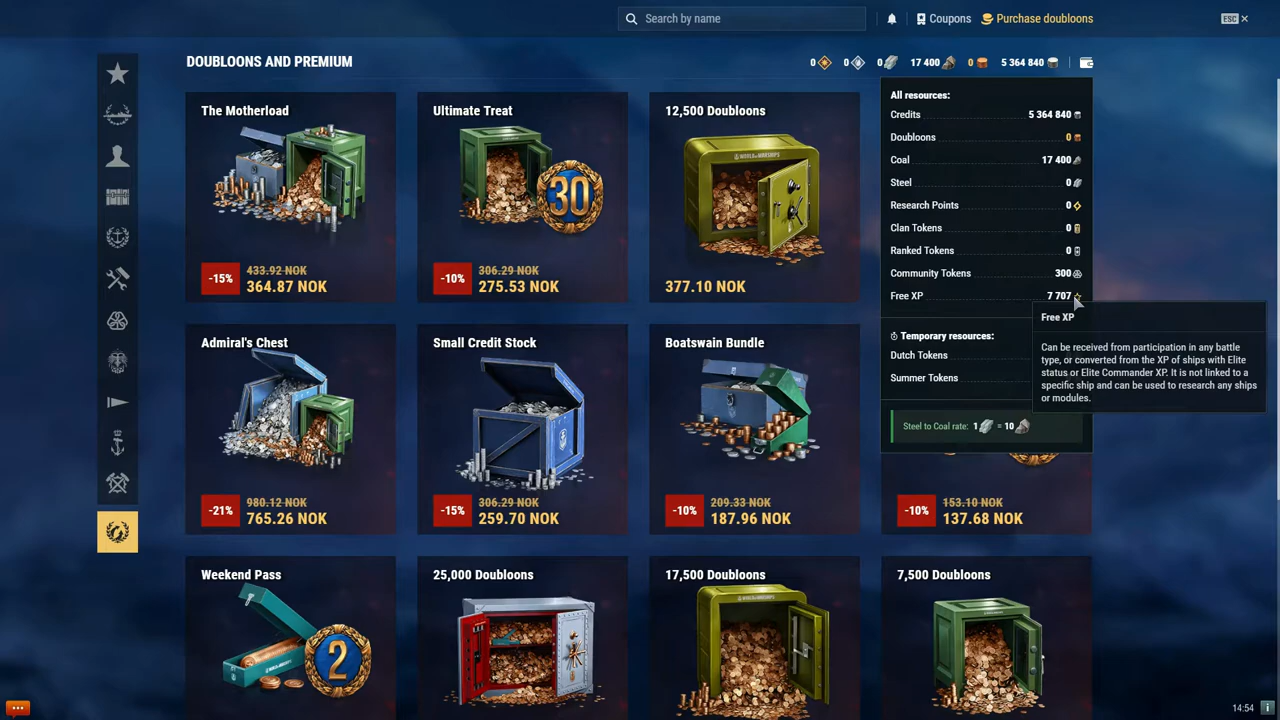 Search by name
Coupons
Purchase doubloons
ESC ×
DOUBLOONS AND PREMIUM
0
0
0
17 400
0
5 364 840
The Motherload
-15%
433.92 NOK
364.87 NOK
Ultimate Treat
30
-10%
306.29 NOK
275.53 NOK
12,500 Doubloons
WORLD of WARSHIPS
377.10 NOK
All resources:
Credits 5 364 840
Doubloons 0
Coal 17 400
Steel 0
Research Points 0
Clan Tokens 0
Ranked Tokens 0
Community Tokens 300
Free XP 7 707
Temporary resources:
Dutch Tokens
Summer Tokens
Steel to Coal rate: 1 = 10
Free XP
Can be received from participation in any battle
type, or converted from the XP of ships with Elite
status or Elite Commander XP. It is not linked to a
specific ship and can be used to research any ships
or modules.
Admiral's Chest
-21%
980.12 NOK
765.26 NOK
Small Credit Stock
-15%
306.29 NOK
259.70 NOK
Boatswain Bundle
-10%
209.33 NOK
187.96 NOK
-10%
153.10 NOK
137.68 NOK
Weekend Pass
2
25,000 Doubloons
17,500 Doubloons
7,500 Doubloons
14:54